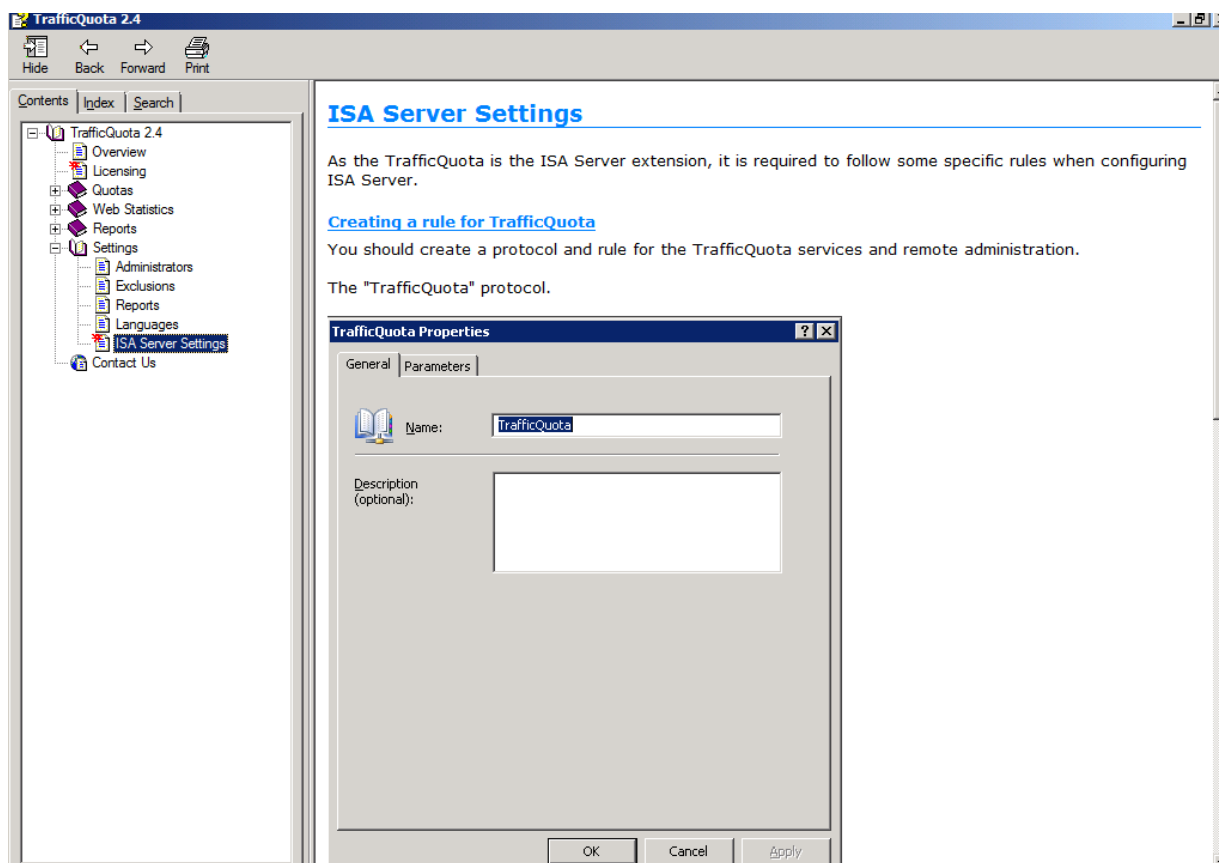 TrafficQuota 2.4
Hide Back Forward Print
Contents Index Search
TrafficQuota 2.4
Overview
Licensing
Quotas
Web Statistics
Reports
Settings
Administrators
Exclusions
Reports
Languages
ISA Server Settings
Contact Us
ISA Server Settings
As the TrafficQuota is the ISA Server extension, it is required to follow some specific rules when configuring
ISA Server.
Creating a rule for TrafficQuota
You should create a protocol and rule for the TrafficQuota services and remote administration.
The "TrafficQuota" protocol.
TrafficQuota Properties
General Parameters
Name: TrafficQuota
Description
(optional):
OK Cancel Apply